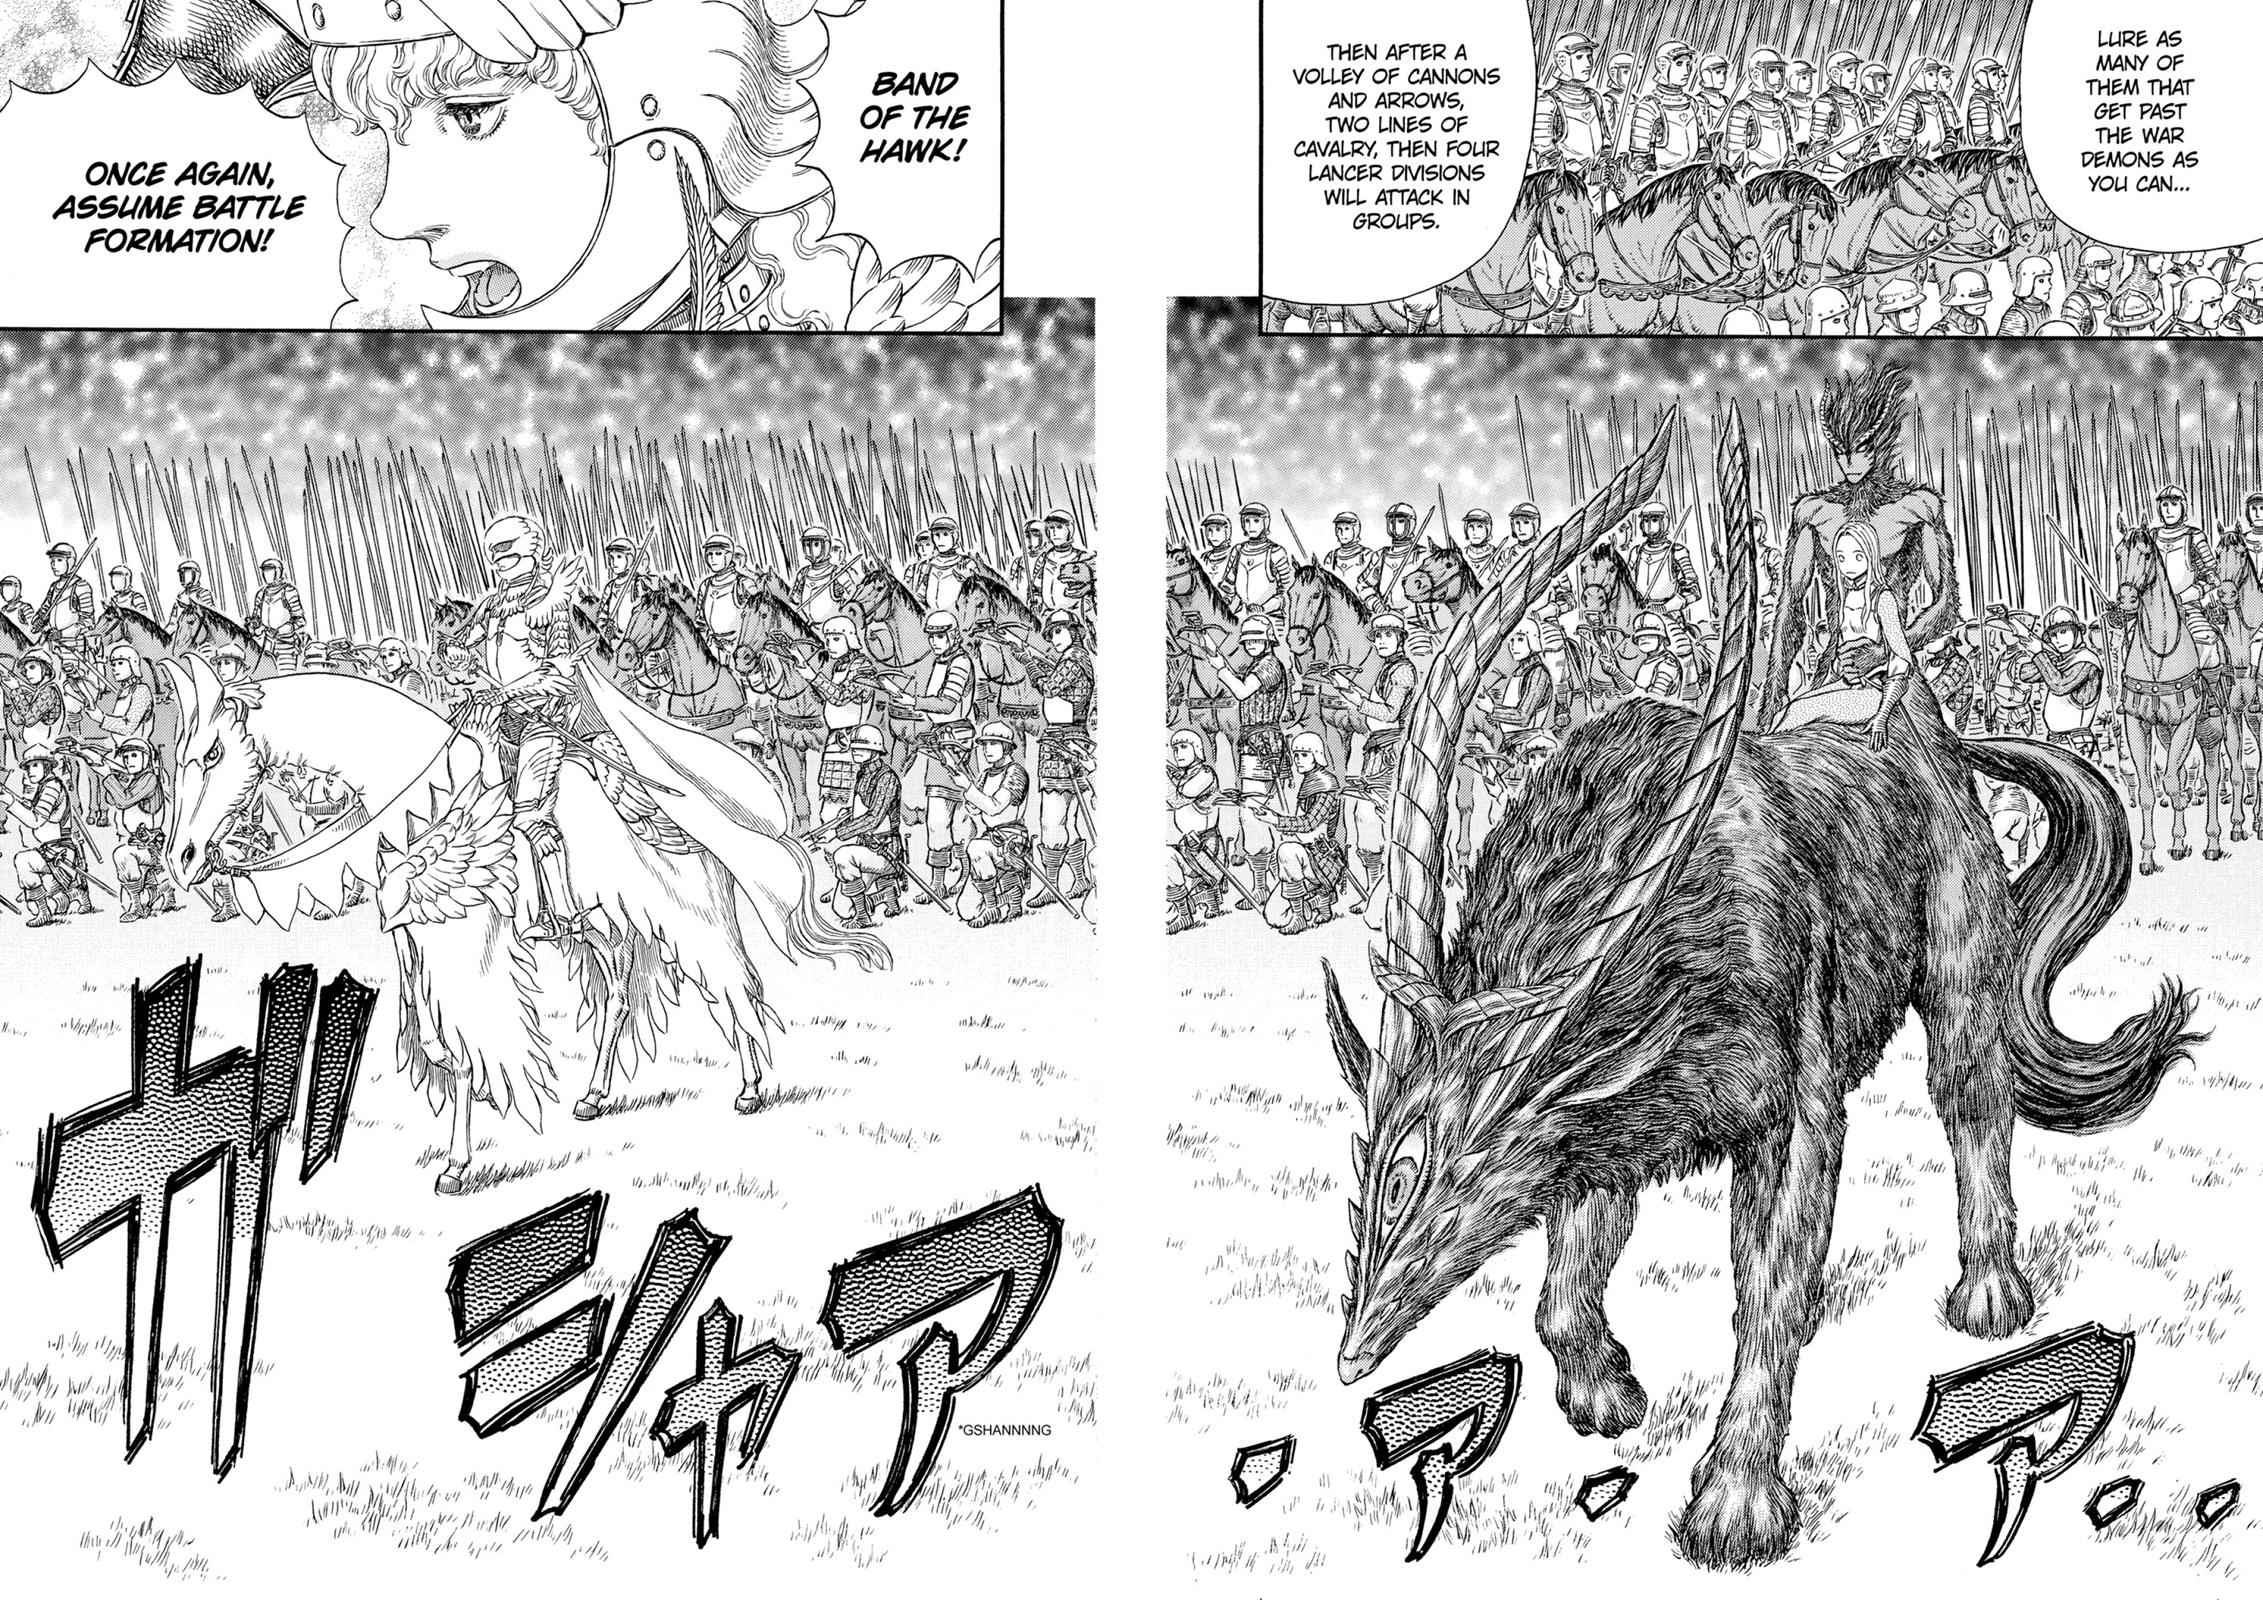 LURE AS
MANY OF
THEM THAT
GET PAST
THE WAR
DEMONS AS
YOU CAN...
THEN AFTER A
VOLLEY OF CANNONS
AND ARROWS,
TWO LINES OF
CAVALRY, THEN FOUR
LANCER DIVISIONS
WILL ATTACK IN
GROUPS.
BAND
OF THE
HAWK!
ONCE AGAIN,
ASSUME BATTLE
FORMATION!
ガシャア
*GSHANNNNG
ア ア